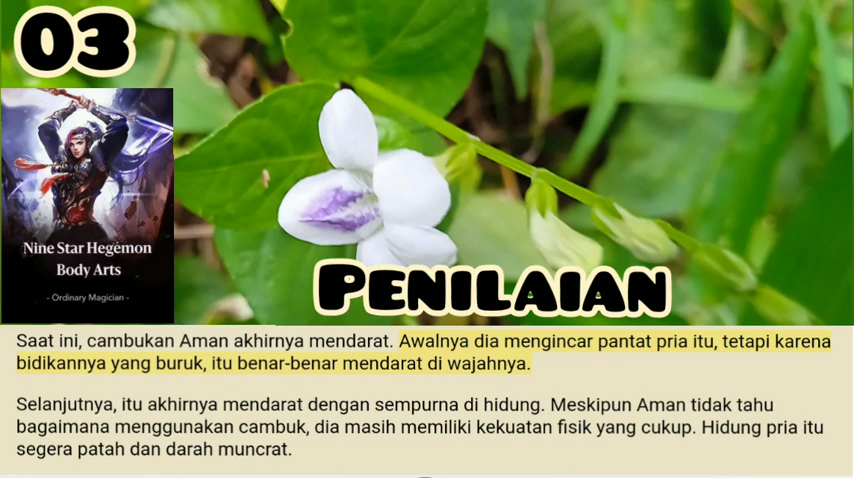 03
Nine Star Hegemon
Body Arts
- Ordinary Magician -
PENILAIAN
Saat ini, cambukan Aman akhirnya mendarat. Awalnya dia mengincar pantat pria itu, tetapi karena
bidikannya yang buruk, itu benar-benar mendarat di wajahnya.
Selanjutnya, itu akhirnya mendarat dengan sempurna di hidung. Meskipun Aman tidak tahu
bagaimana menggunakan cambuk, dia masih memiliki kekuatan fisik yang cukup. Hidung pria itu
segera patah dan darah muncrat.